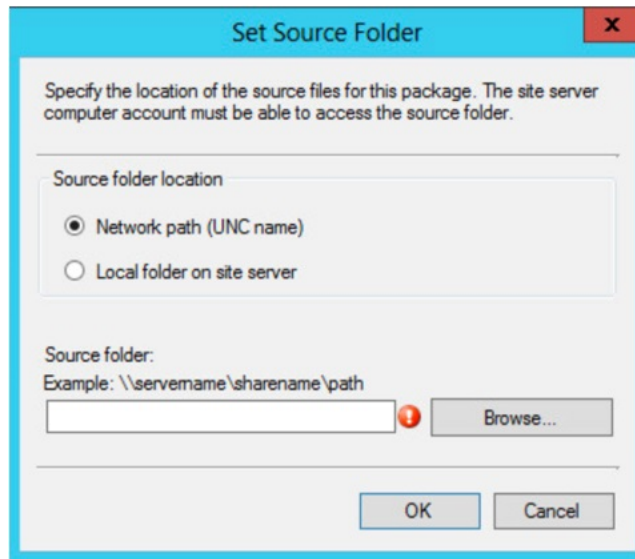 Set Source Folder
x
Specify the location of the source files for this package. The site server
computer account must be able to access the source folder.
Source folder location
Network path (UNC name)
Local folder on site server
Source folder:
Example: \\servername\sharename\path
Browse...
OK
Cancel